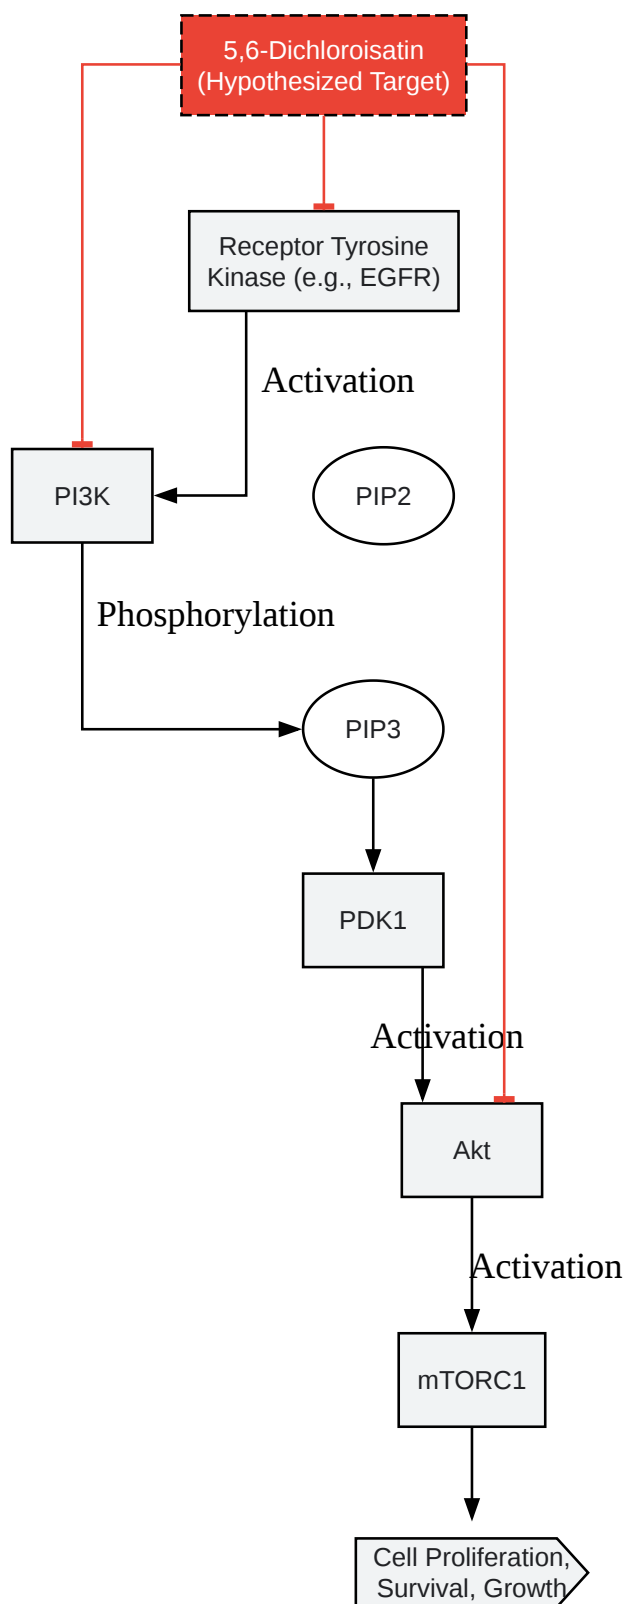 5,6-Dichloroisatin
(Hypothesized Target)
Receptor Tyrosine
Kinase (e.g., EGFR)
Activation
PI3K
PIP2
Phosphorylation
PIP3
PDK1
Activation
Akt
Activation
mTORC1
Cell Proliferation,
Survival, Growth